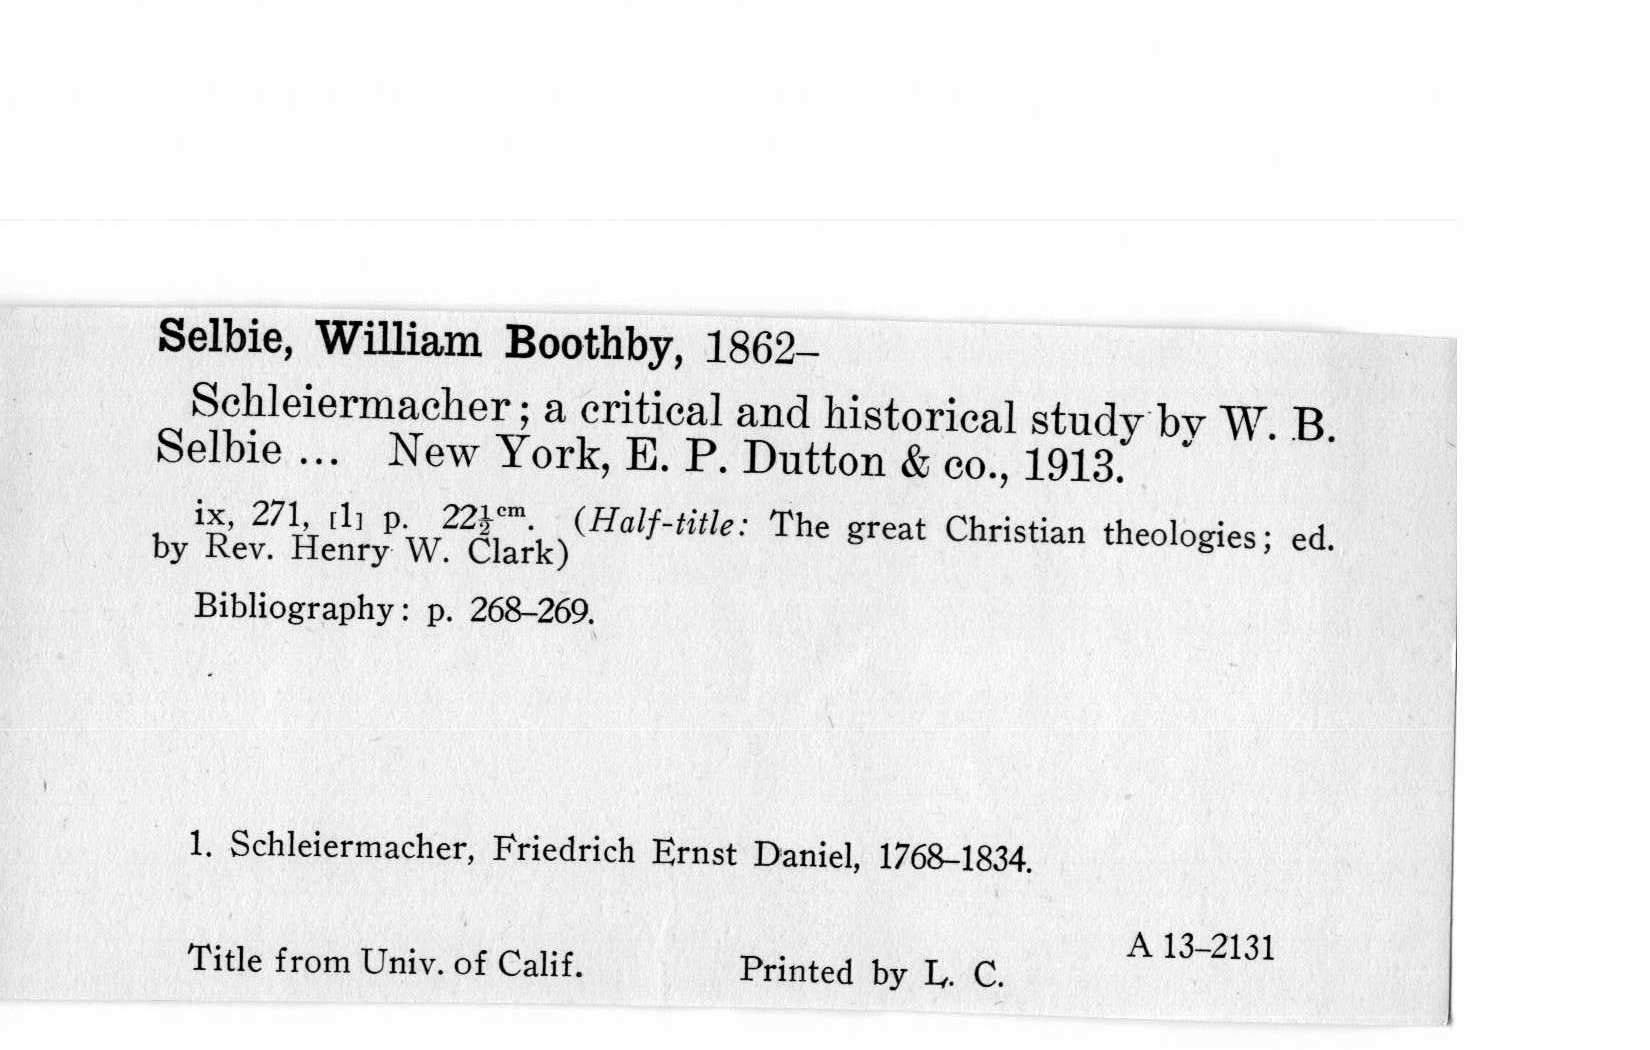 Selbie, William Boothby, 1862–
Schleiermacher; a critical and historical study by W. B.
Selbie ... New York, E. P. Dutton & co., 1913.
ix, 271, [1] p. 22½ᶜᵐ. (Half-title: The great Christian theologies; ed.
by Rev. Henry W. Clark)
Bibliography: p. 268–269.
1. Schleiermacher, Friedrich Ernst Daniel, 1768–1834.
A 13–2131
Title from Univ. of Calif. Printed by L. C.